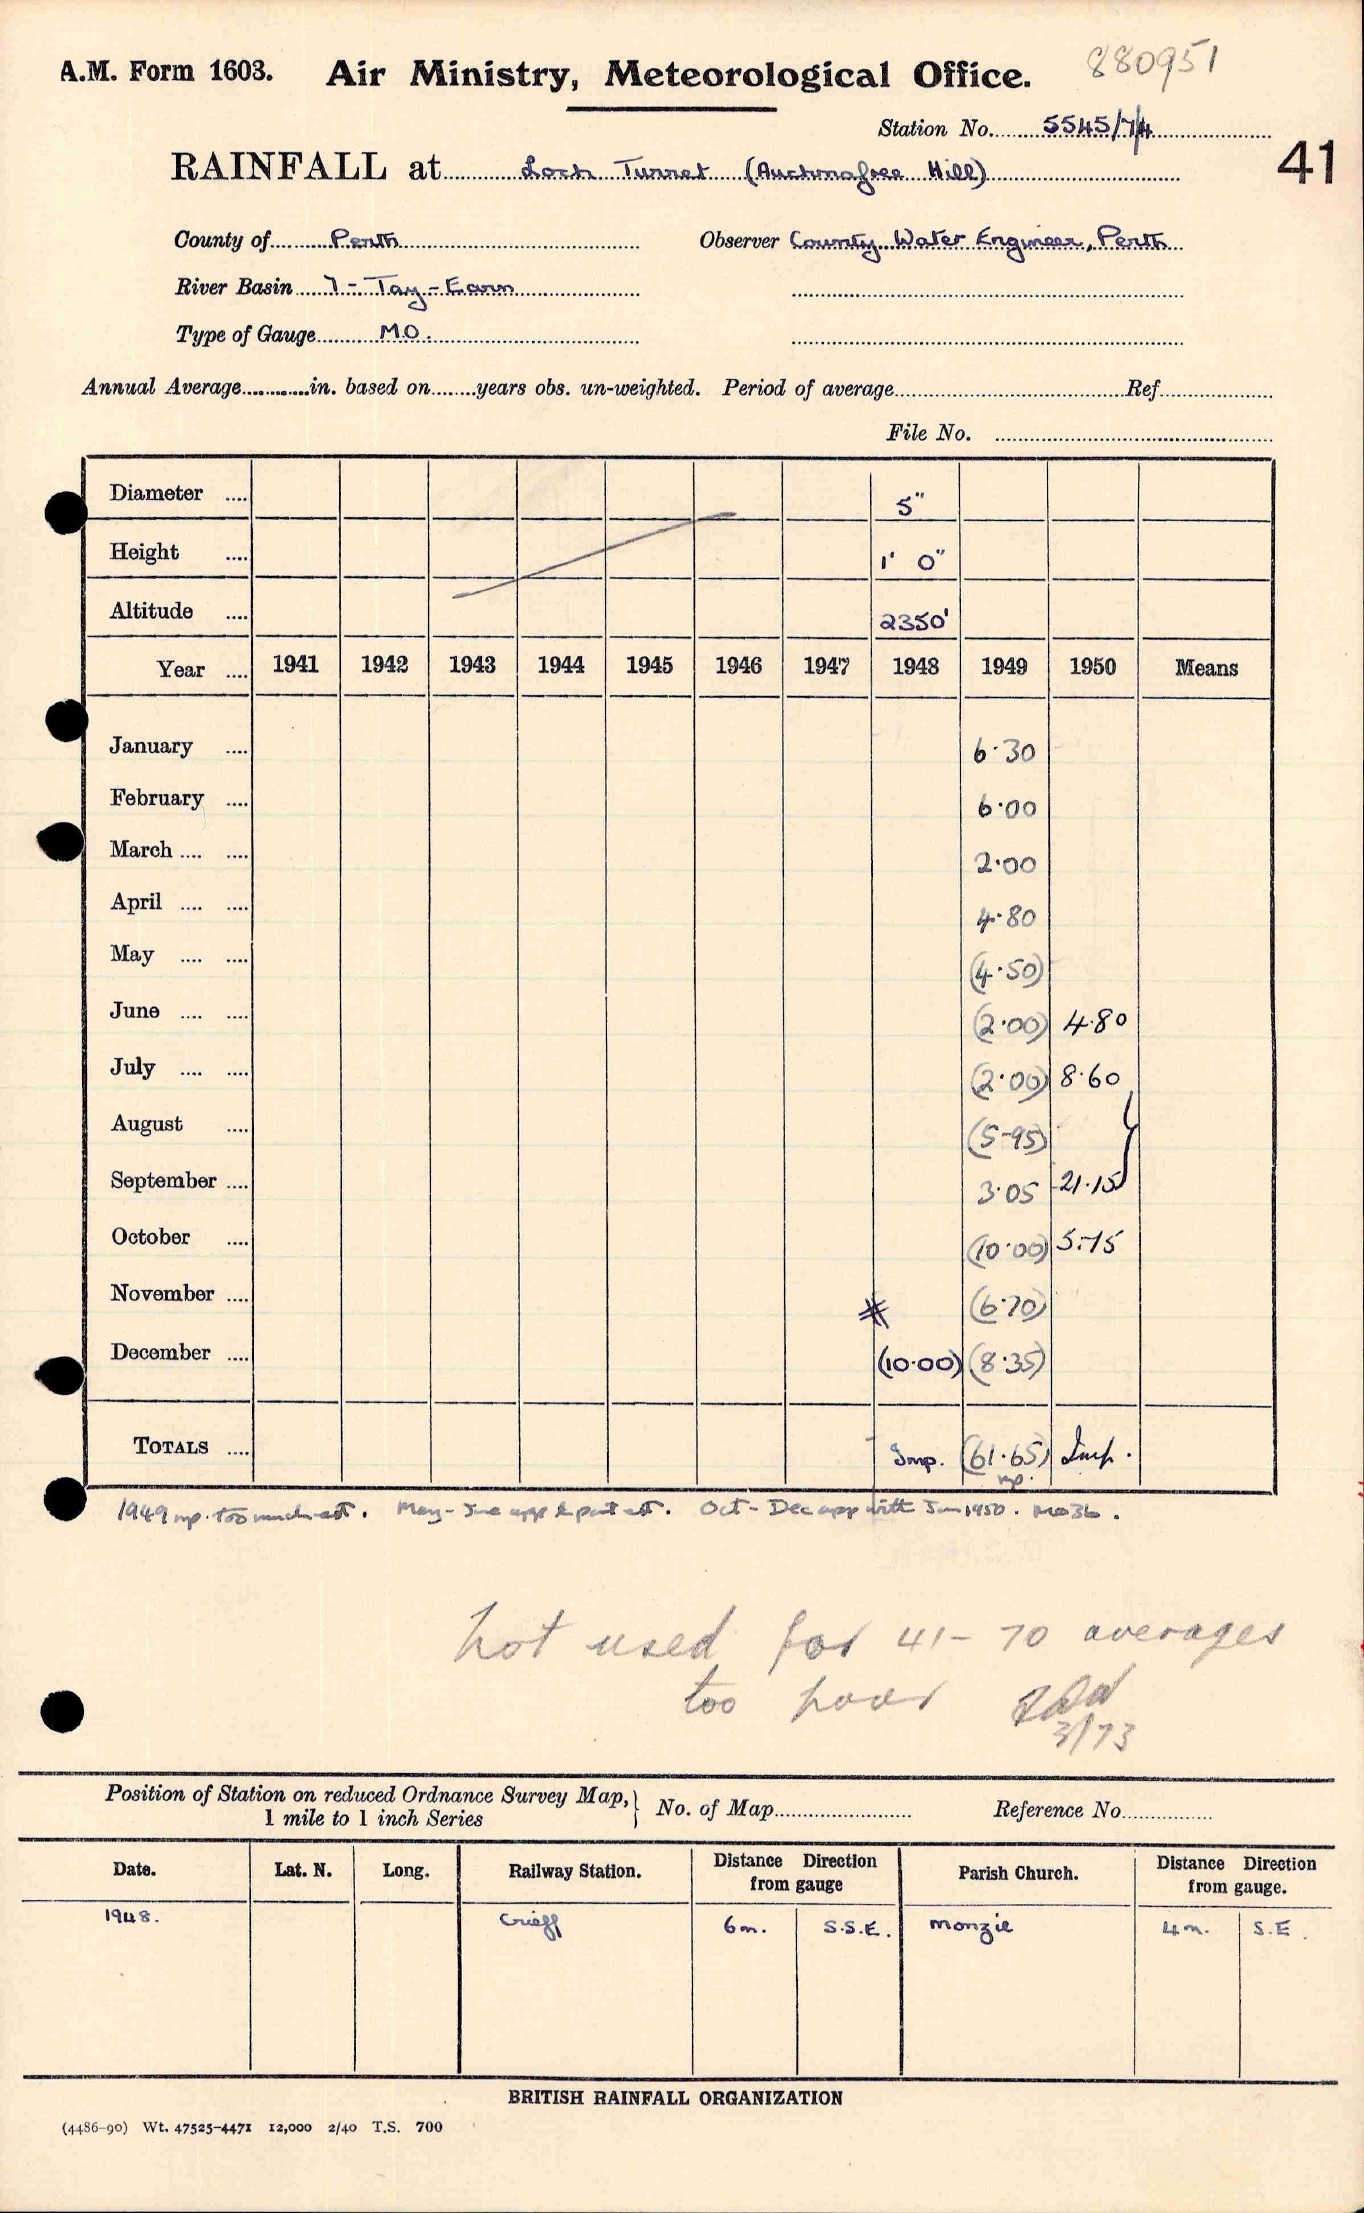 880951
A.M. Form 1603. Air Ministry, Meteorological Office.
Station No. 5545/74
41
RAINFALL at Loch Turret (Auchnafree Hill)
County of Perth Observer County Water Engineer, Perth
River Basin 7 - Tay - Earn
Type of Gauge M.O.
Annual Average in. based on years obs. un-weighted. Period of average Ref
File No.
Diameter .... 5"
Height .... 1' 0"
Altitude .... 2350'
Year .... 1941 1942 1943 1944 1945 1946 1947 1948 1949 1950 Means
January .... 6.30
February .... 6.00
March .... .... 2.00
April .... .... 4.80
May .... .... (4.50)
June .... .... (2.00) 4.80
July .... .... (2.00) 8.60
August .... (5.95)
September .... 3.05 21.15 }
October .... (10.00) 5.75
November .... (6.70)
December .... (10.00) (8.35)
TOTALS .... Imp. (61.65) Imp.
np.
1949 np. too much est. May - June app & part est. Oct - Dec app with Jan 1950. Mo3b.
not used for 41-70 averages
too poor
3/73
Position of Station on reduced Ordnance Survey Map, } No. of Map Reference No.
1 mile to 1 inch Series
Date. Lat. N. Long. Railway Station. Distance Direction from gauge Parish Church. Distance Direction from gauge.
1948. Crieff 6m. S.S.E. Monzie 4m. S.E.
BRITISH RAINFALL ORGANIZATION
(4486-90) Wt. 47525-4471 12,000 2/40 T.S. 700